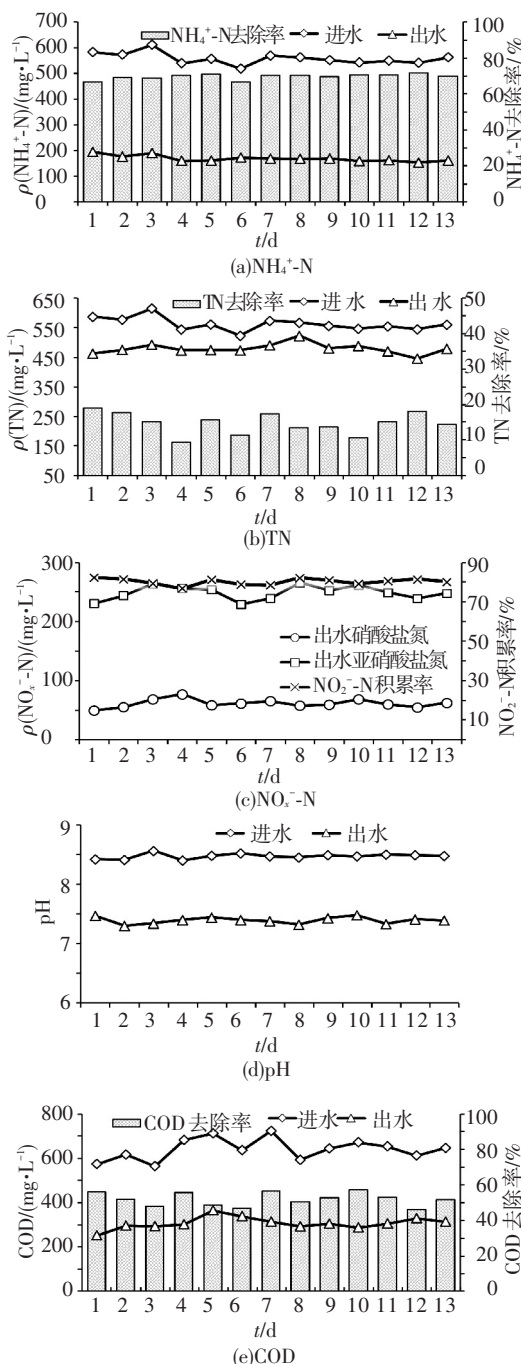 NH₄⁺-N去除率 进水 出水
700 600 500 400 300 200 100 0
ρ(NH₄⁺-N)/(mg·L⁻¹)
100 80 60 40 20 0
NH₄⁺-N去除率/%
1 2 3 4 5 6 7 8 9 10 11 12 13
t/d
(a)NH₄⁺-N
TN去除率 进水 出水
650 550 450 350 250 150 50
ρ(TN)/(mg·L⁻¹)
50 40 30 20 10 0
TN去除率/%
1 2 3 4 5 6 7 8 9 10 11 12 13
t/d
(b)TN
300 200 100 0
ρ(NOₓ⁻-N)/(mg·L⁻¹)
出水硝酸盐氮
出水亚硝酸盐氮
NO₂⁻-N积累率
90 70 50 30 10
NO₂⁻-N积累率/%
1 2 3 4 5 6 7 8 9 10 11 12 13
t/d
(c)NOₓ⁻-N
进水 出水
9 8 7 6
pH
1 2 3 4 5 6 7 8 9 10 11 12 13
t/d
(d)pH
COD去除率 进水 出水
800 600 400 200 0
COD/(mg·L⁻¹)
100 80 60 40 20 0
COD去除率/%
1 2 3 4 5 6 7 8 9 10 11 12 13
t/d
(e)COD